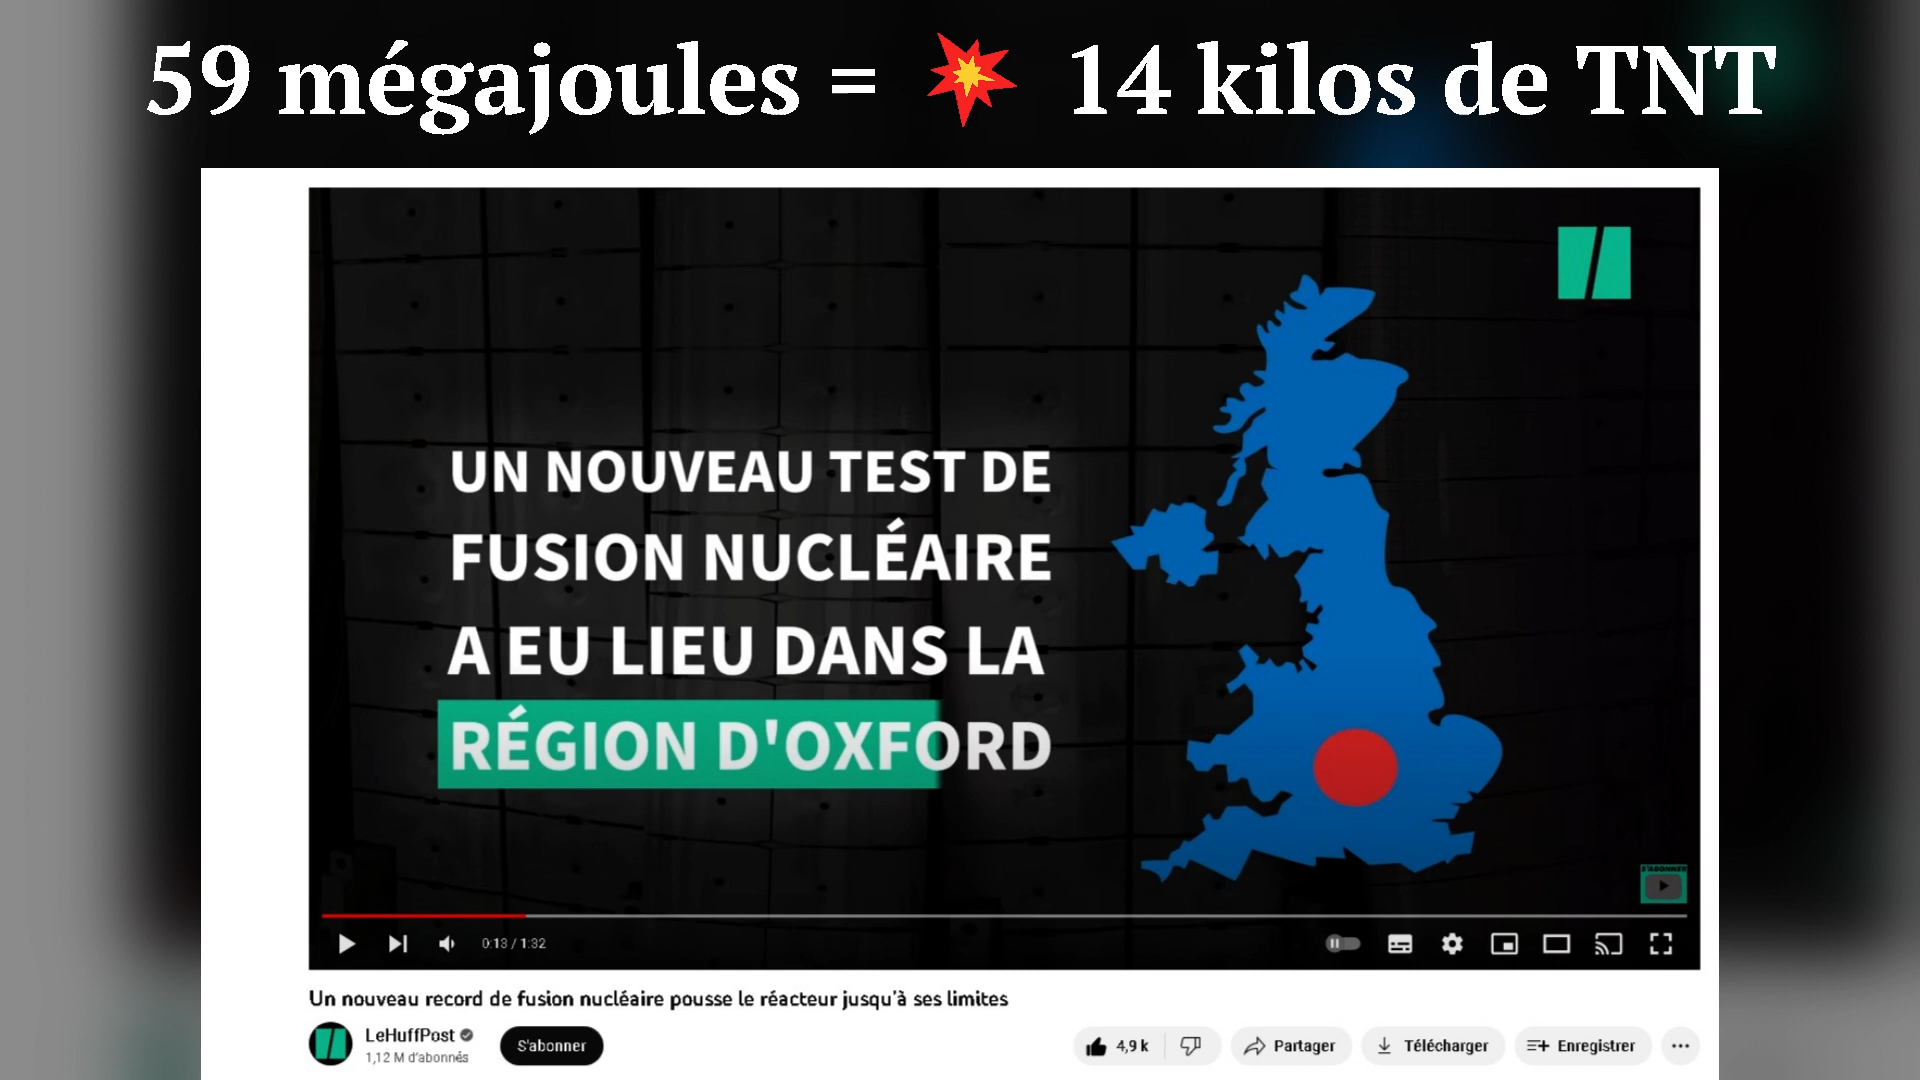 59 mégajoules = 💥 14 kilos de TNT
UN NOUVEAU TEST DE
FUSION NUCLÉAIRE
A EU LIEU DANS LA
RÉGION D'OXFORD
S'ABONNER
0:13 / 1:32
Un nouveau record de fusion nucléaire pousse le réacteur jusqu'à ses limites
LeHuffPost
1,12 M d'abonnés
S'abonner
4,9 k
Partager
Télécharger
Enregistrer